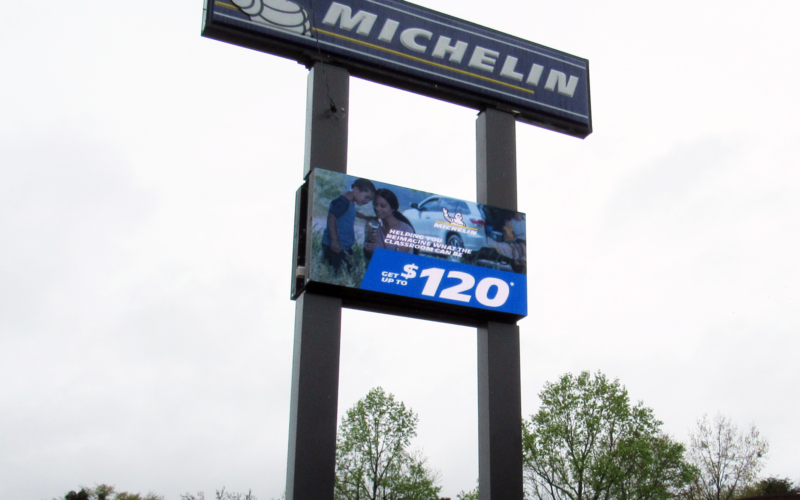 MICHELIN
MICHELIN
HELPING YOU
REIMAGINE WHAT THE
CLASSROOM CAN BE
GET
UP TO
$120*